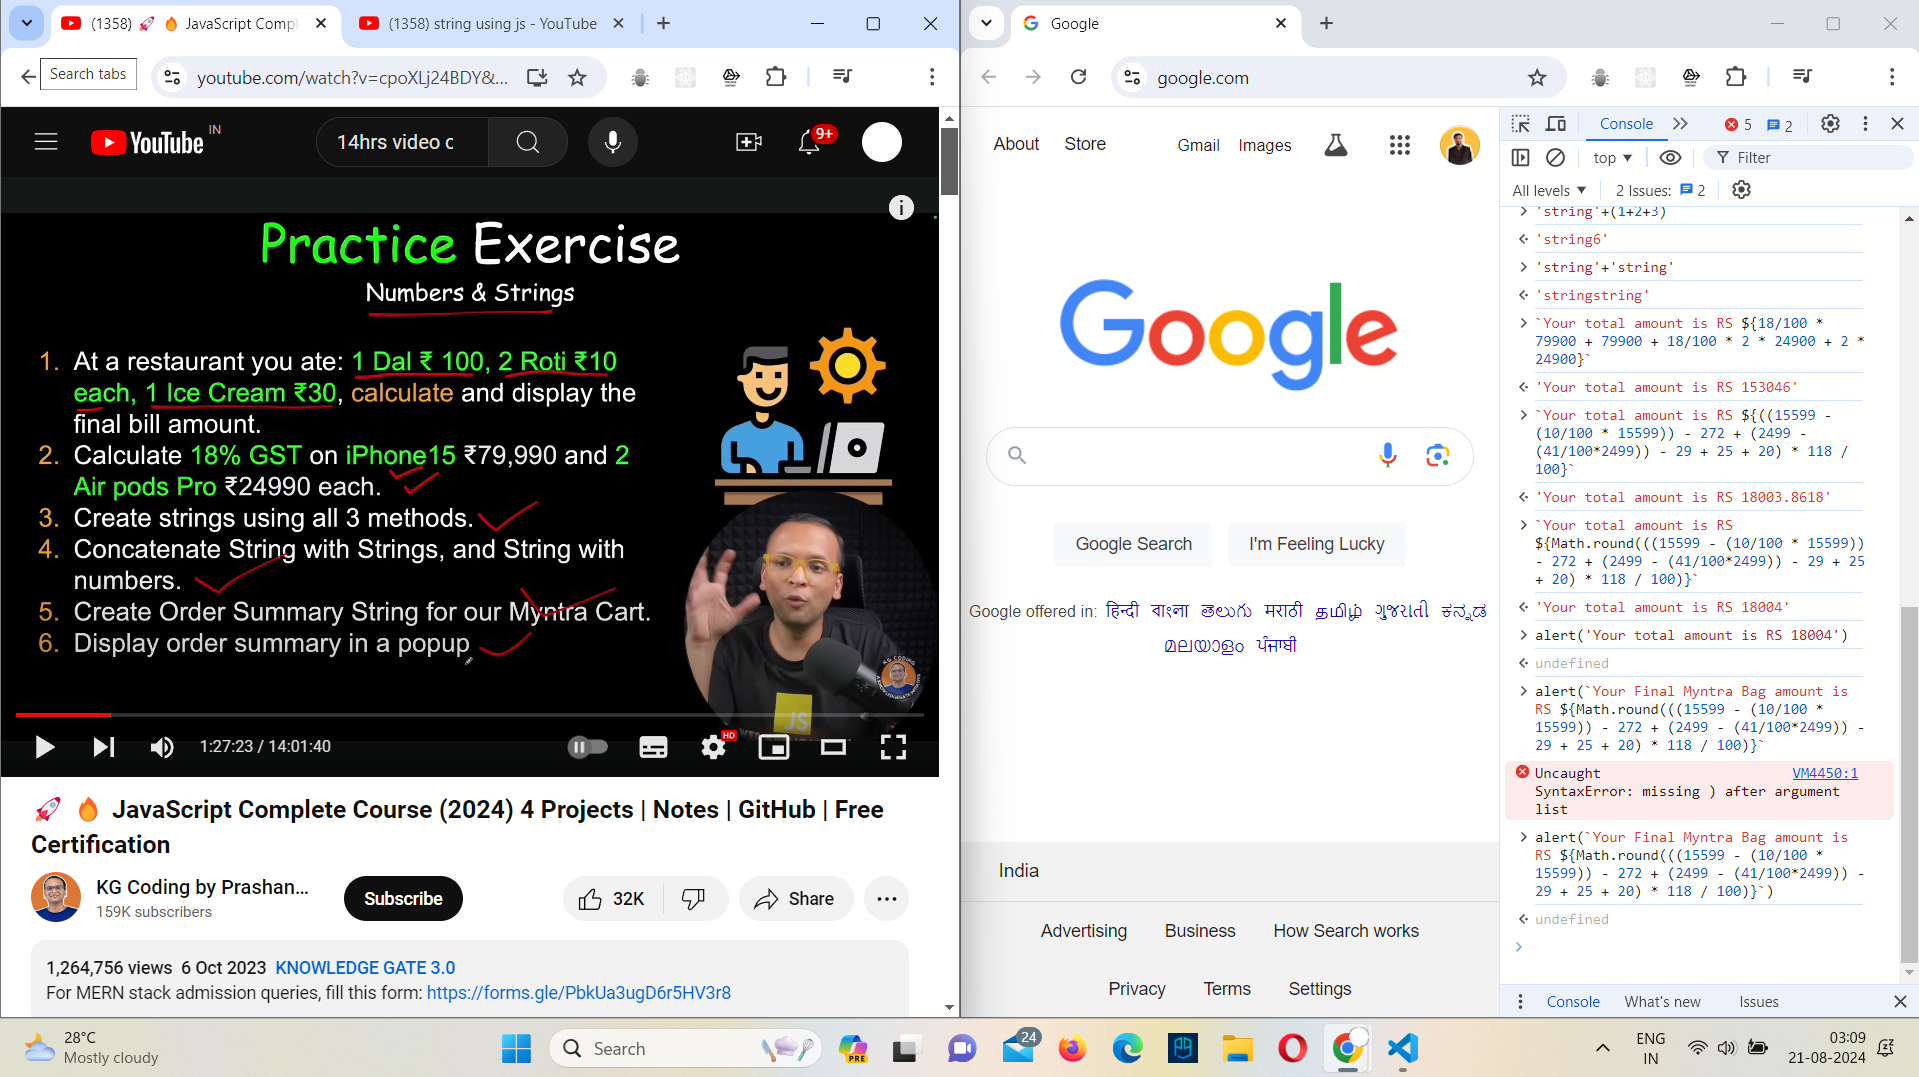 (1358) 🚀 🔥 JavaScript Compl
(1358) string using js - YouTube
Search tabs
youtube.com/watch?v=cpoXLj24BDY&...
YouTube IN
14hrs video c
9+
Practice Exercise
Numbers & Strings
1. At a restaurant you ate: 1 Dal ₹ 100, 2 Roti ₹10
each, 1 Ice Cream ₹30, calculate and display the
final bill amount.
2. Calculate 18% GST on iPhone15 ₹79,990 and 2
Air pods Pro ₹24990 each.
3. Create strings using all 3 methods.
4. Concatenate String with Strings, and String with
numbers.
5. Create Order Summary String for our Myntra Cart.
6. Display order summary in a popup
KG CODING
JS
1:27:23 / 14:01:40
HD
🚀 🔥 JavaScript Complete Course (2024) 4 Projects | Notes | GitHub | Free
Certification
KG Coding by Prashan...
159K subscribers
Subscribe
32K
Share
1,264,756 views 6 Oct 2023 KNOWLEDGE GATE 3.0
For MERN stack admission queries, fill this form: https://forms.gle/PbkUa3ugD6r5HV3r8
Google
google.com
About Store Gmail Images
Google
Google Search I'm Feeling Lucky
Google offered in: हिन्दी বাংলা తెలుగు मराठी தமிழ் ગુજરાતી ಕನ್ನಡ
മലയാളം ਪੰਜਾਬੀ
India
Advertising Business How Search works
Privacy Terms Settings
Console 5 2
top Filter
All levels 2 Issues: 2
'string'+(1+2+3)
'string6'
'string'+'string'
'stringstring'
`Your total amount is RS ${18/100 *
79900 + 79900 + 18/100 * 2 * 24900 + 2 *
24900}`
'Your total amount is RS 153046'
`Your total amount is RS ${((15599 -
(10/100 * 15599)) - 272 + (2499 -
(41/100*2499)) - 29 + 25 + 20) * 118 /
100}`
'Your total amount is RS 18003.8618'
`Your total amount is RS
${Math.round(((15599 - (10/100 * 15599))
- 272 + (2499 - (41/100*2499)) - 29 + 25
+ 20) * 118 / 100)}`
'Your total amount is RS 18004'
alert('Your total amount is RS 18004')
undefined
alert(`Your Final Myntra Bag amount is
RS ${Math.round(((15599 - (10/100 *
15599)) - 272 + (2499 - (41/100*2499)) -
29 + 25 + 20) * 118 / 100)}`
Uncaught VM4450:1
SyntaxError: missing ) after argument
list
alert(`Your Final Myntra Bag amount is
RS ${Math.round(((15599 - (10/100 *
15599)) - 272 + (2499 - (41/100*2499)) -
29 + 25 + 20) * 118 / 100)}`)
undefined
Console What's new Issues
28°C
Mostly cloudy
Search
PRE
24
ENG
IN
03:09
21-08-2024